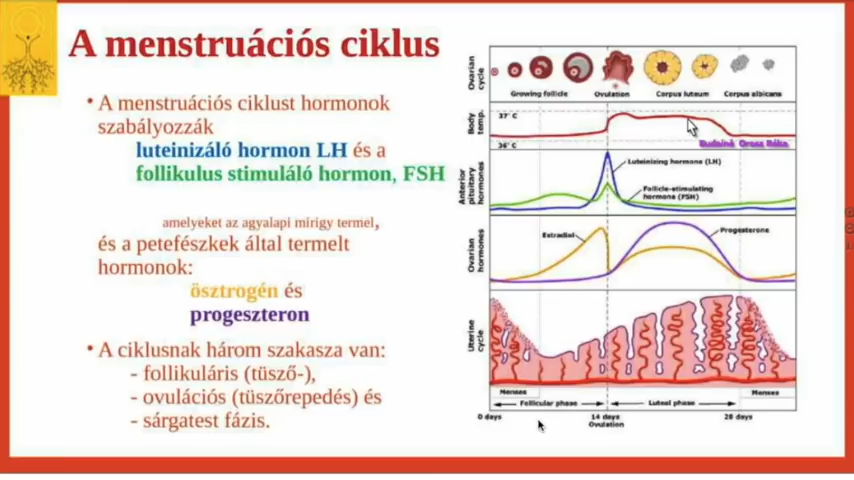 A menstruációs ciklus
• A menstruációs ciklust hormonok
szabályozzák
luteinizáló hormon LH és a
follikulus stimuláló hormon, FSH
amelyeket az agyalapi mirigy termel,
és a petefészkek által termelt
hormonok:
ösztrogén és
progeszteron
• A ciklusnak három szakasza van:
- follikuláris (tüsző-),
- ovulációs (tüszőrepedés) és
- sárgatest fázis.
Ovarian
cycle
Growing follicle
Ovulation
Corpus luteum
Corpus albicans
Body
temp.
37° C
36° C
Budainé Orosz Réka
Anterior
pituitary
hormones
Luteinizing hormone (LH)
Follicle-stimulating
hormone (FSH)
Ovarian
hormones
Estradiol
Progesterone
Uterine
cycle
Menses
Menses
Follicular phase
Luteal phase
0 days
14 days
28 days
Ovulation